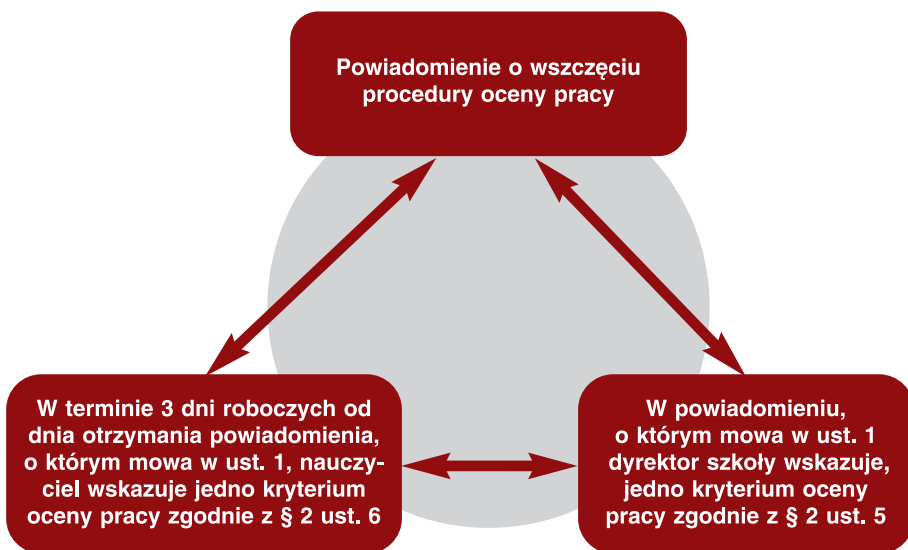 Powiadomienie o wszczęciu
procedury oceny pracy
W terminie 3 dni roboczych od
dnia otrzymania powiadomienia,
o którym mowa w ust. 1, nauczy-
ciel wskazuje jedno kryterium
oceny pracy zgodnie z § 2 ust. 6
W powiadomieniu,
o którym mowa w ust. 1
dyrektor szkoły wskazuje,
jedno kryterium oceny
pracy zgodnie z § 2 ust. 5